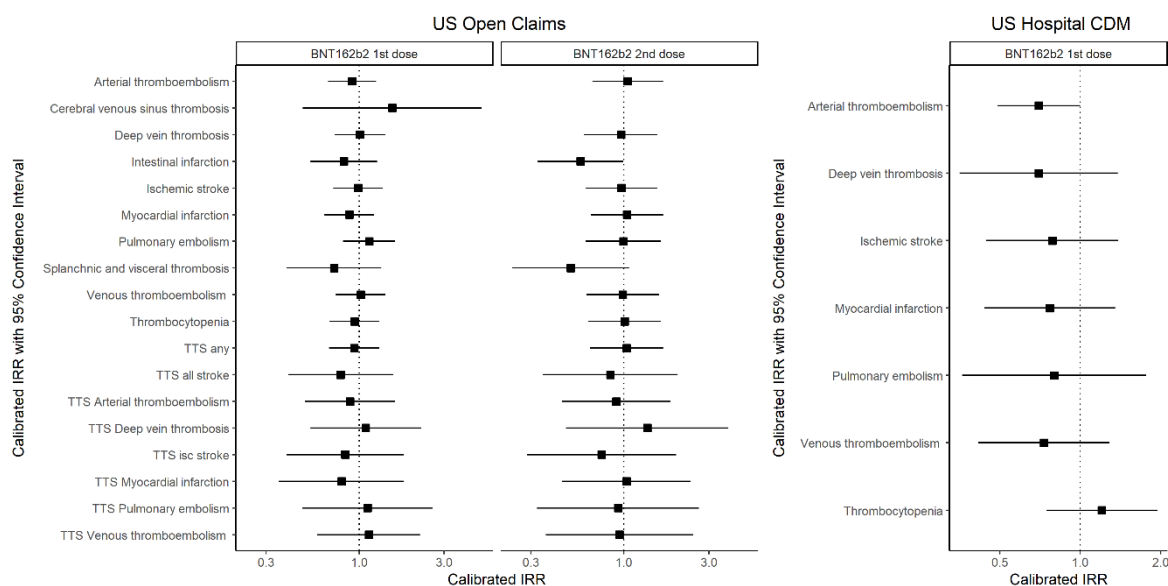 US Open Claims
US Hospital CDM
BNT162b2 1st dose
BNT162b2 2nd dose
BNT162b2 1st dose
Calibrated IRR with 95% Confidence Interval
Arterial thromboembolism
Cerebral venous sinus thrombosis
Deep vein thrombosis
Intestinal infarction
Ischemic stroke
Myocardial infarction
Pulmonary embolism
Splanchnic and visceral thrombosis
Venous thromboembolism
Thrombocytopenia
TTS any
TTS all stroke
TTS Arterial thromboembolism
TTS Deep vein thrombosis
TTS isc stroke
TTS Myocardial infarction
TTS Pulmonary embolism
TTS Venous thromboembolism
0.3 1.0 3.0
0.3 1.0 3.0
Calibrated IRR
Calibrated IRR with 95% Confidence Interval
Arterial thromboembolism
Deep vein thrombosis
Ischemic stroke
Myocardial infarction
Pulmonary embolism
Venous thromboembolism
Thrombocytopenia
0.5 1.0 2.0
Calibrated IRR